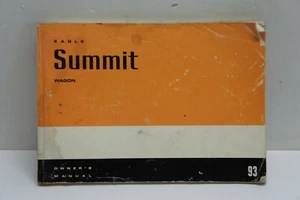 EAGLE
Summit
WAGON
OWNER'S
MANUAL
93